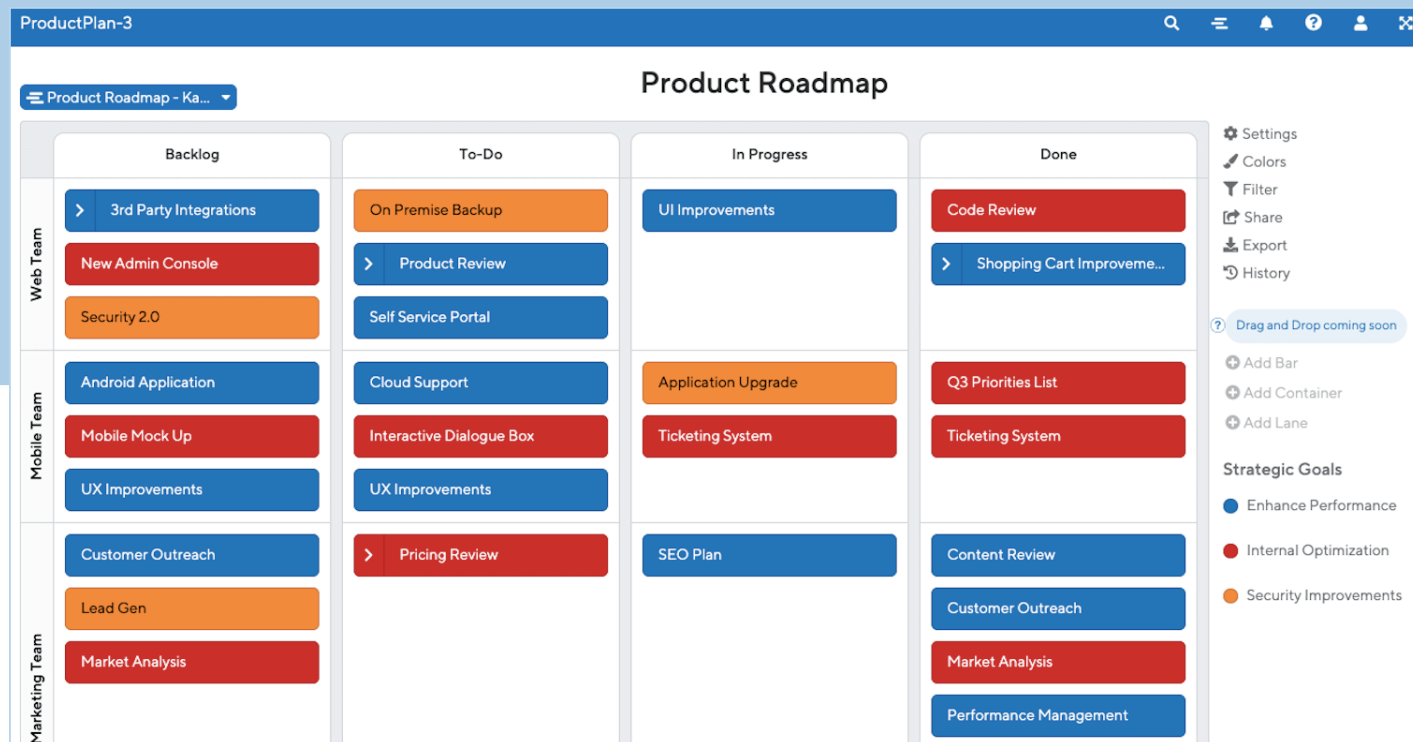 ProductPlan-3
Product Roadmap
Product Roadmap - Ka...
Backlog
To-Do
In Progress
Done
Web Team
3rd Party Integrations
New Admin Console
Security 2.0
On Premise Backup
Product Review
Self Service Portal
UI Improvements
Code Review
Shopping Cart Improveme...
Mobile Team
Android Application
Mobile Mock Up
UX Improvements
Cloud Support
Interactive Dialogue Box
UX Improvements
Application Upgrade
Ticketing System
Q3 Priorities List
Ticketing System
Marketing Team
Customer Outreach
Lead Gen
Market Analysis
Pricing Review
SEO Plan
Content Review
Customer Outreach
Market Analysis
Performance Management
Settings
Colors
Filter
Share
Export
History
? Drag and Drop coming soon
Add Bar
Add Container
Add Lane
Strategic Goals
Enhance Performance
Internal Optimization
Security Improvements